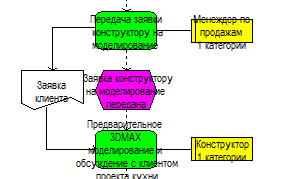 Передача заявки
конструктору на
моделирование
Менеждер по
продажам
1 категории
Заявка
клиента
Заявка конструктору
на моделирование
передана
Предварительное
3DMAX
моделирование и
обсуждение с клиентом
проекта кухни
Конструктор
1 категории